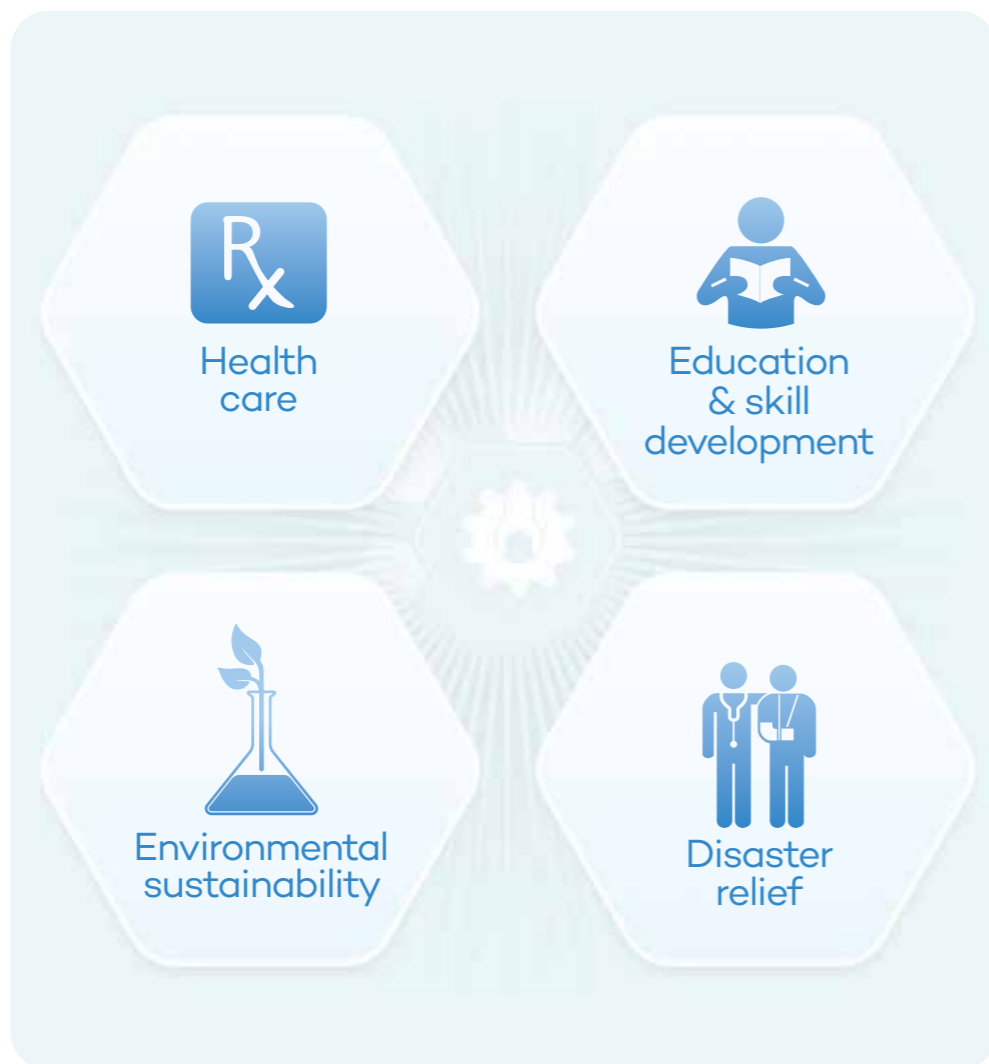 Rx
Health
care
Education
& skill
development
Environmental
sustainability
Disaster
relief